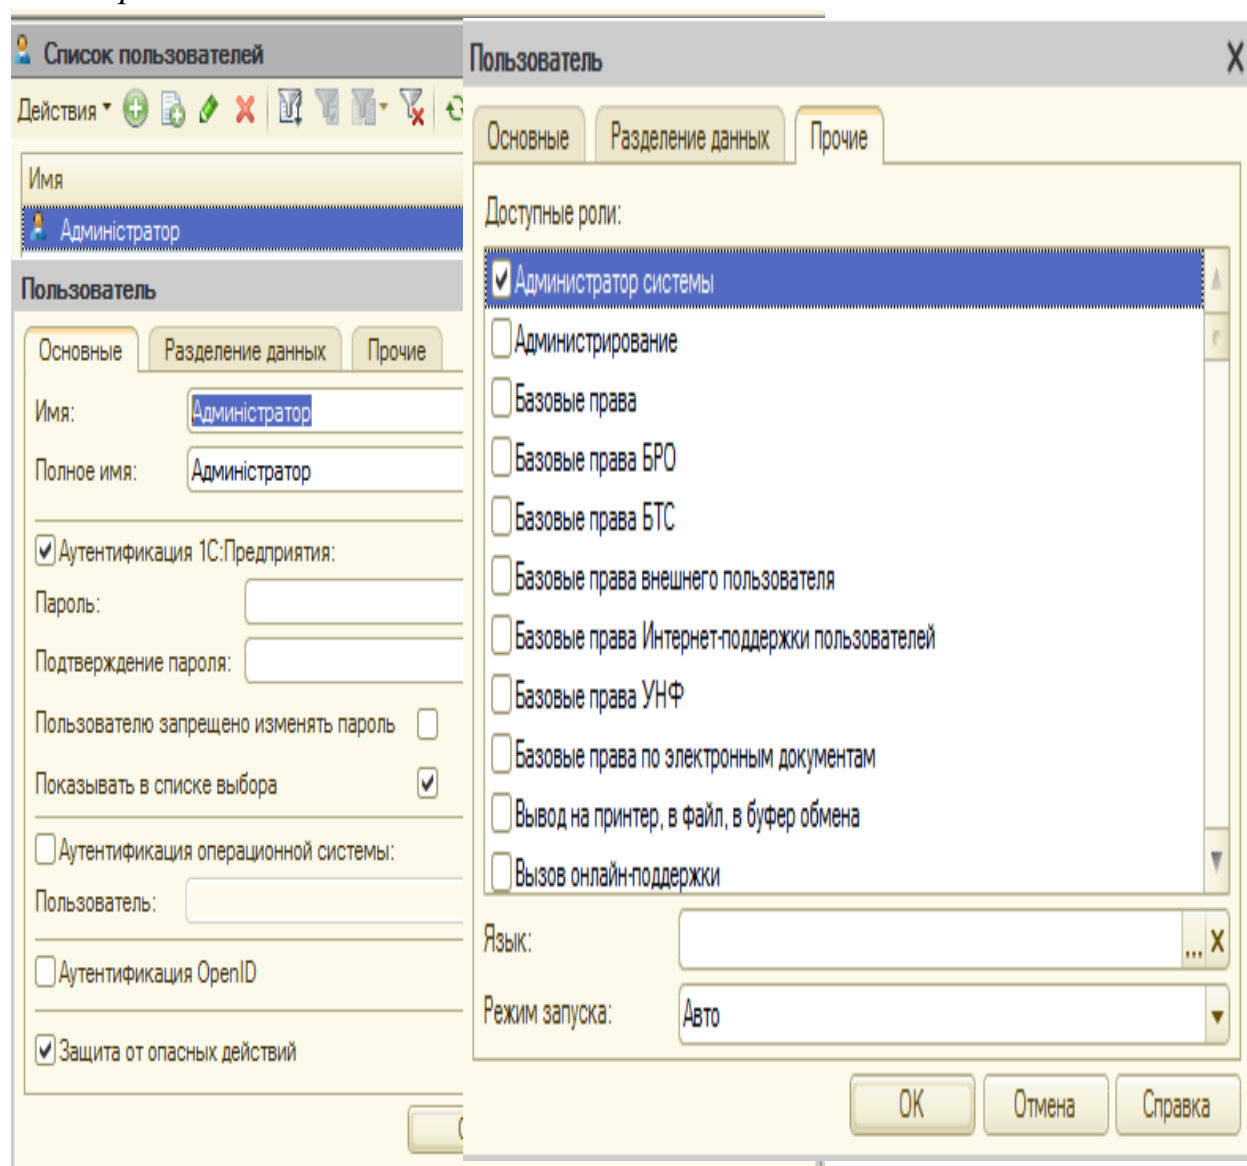 Список пользователей
Действия
Имя
Адміністратор
Пользователь
Основные Разделение данных Прочие
Имя: Адміністратор
Полное имя: Адміністратор
Аутентификация 1С:Предприятия:
Пароль:
Подтверждение пароля:
Пользователю запрещено изменять пароль
Показывать в списке выбора
Аутентификация операционной системы:
Пользователь:
Аутентификация OpenID
Защита от опасных действий
Пользователь
Основные Разделение данных Прочие
Доступные роли:
Администратор системы
Администрирование
Базовые права
Базовые права БРО
Базовые права БТС
Базовые права внешнего пользователя
Базовые права Интернет-поддержки пользователей
Базовые права УНФ
Базовые права по электронным документам
Вывод на принтер, в файл, в буфер обмена
Вызов онлайн-поддержки
Язык: ... X
Режим запуска: Авто
ОК Отмена Справка